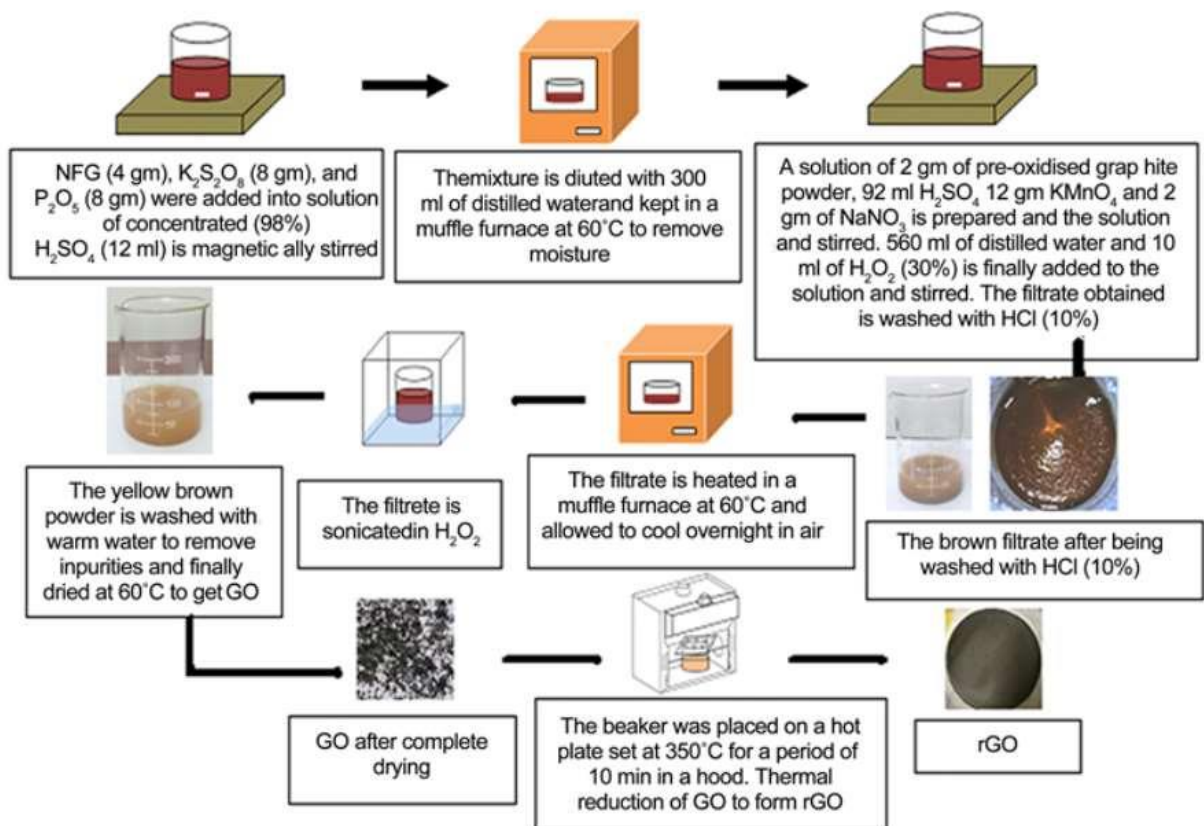 NFG (4 gm), K₂S₂O₈ (8 gm), and
P₂O₅ (8 gm) were added into solution
of concentrated (98%)
H₂SO₄ (12 ml) is magnetic ally stirred
Themixture is diluted with 300
ml of distilled waterand kept in a
muffle furnace at 60˚C to remove
moisture
A solution of 2 gm of pre-oxidised grap hite
powder, 92 ml H₂SO₄ 12 gm KMnO₄ and 2
gm of NaNO₃ is prepared and the solution
and stirred. 560 ml of distilled water and 10
ml of H₂O₂ (30%) is finally added to the
solution and stirred. The filtrate obtained
is washed with HCl (10%)
The brown filtrate after being
washed with HCl (10%)
The filtrate is heated in a
muffle furnace at 60˚C and
allowed to cool overnight in air
The filtrete is
sonicatedin H₂O₂
The yellow brown
powder is washed with
warm water to remove
inpurities and finally
dried at 60˚C to get GO
GO after complete
drying
The beaker was placed on a hot
plate set at 350˚C for a period of
10 min in a hood. Thermal
reduction of GO to form rGO
rGO